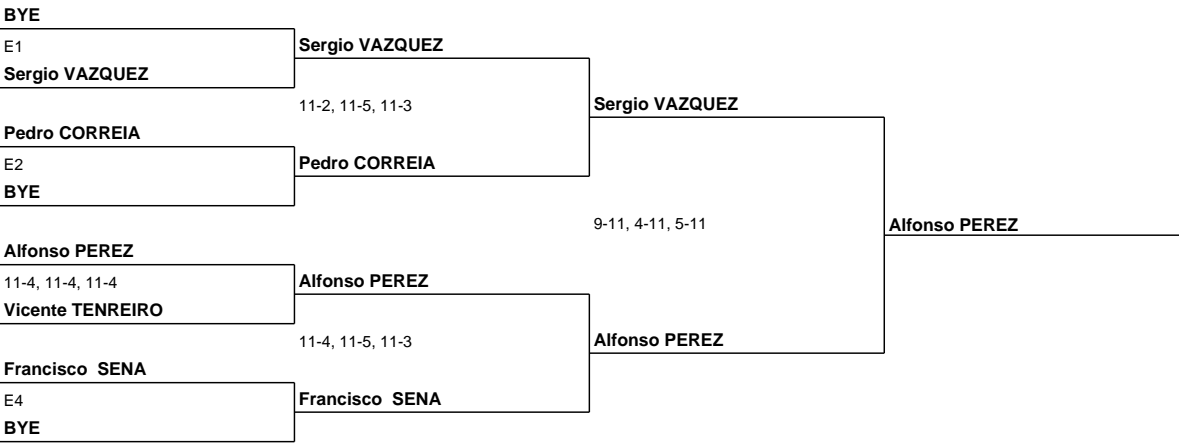 BYE
E1
Sergio VAZQUEZ
Sergio VAZQUEZ
11-2, 11-5, 11-3
Sergio VAZQUEZ
Pedro CORREIA
E2
Pedro CORREIA
BYE
9-11, 4-11, 5-11
Alfonso PEREZ
Alfonso PEREZ
11-4, 11-4, 11-4
Alfonso PEREZ
Vicente TENREIRO
11-4, 11-5, 11-3
Alfonso PEREZ
Francisco  SENA
E4
Francisco  SENA
BYE